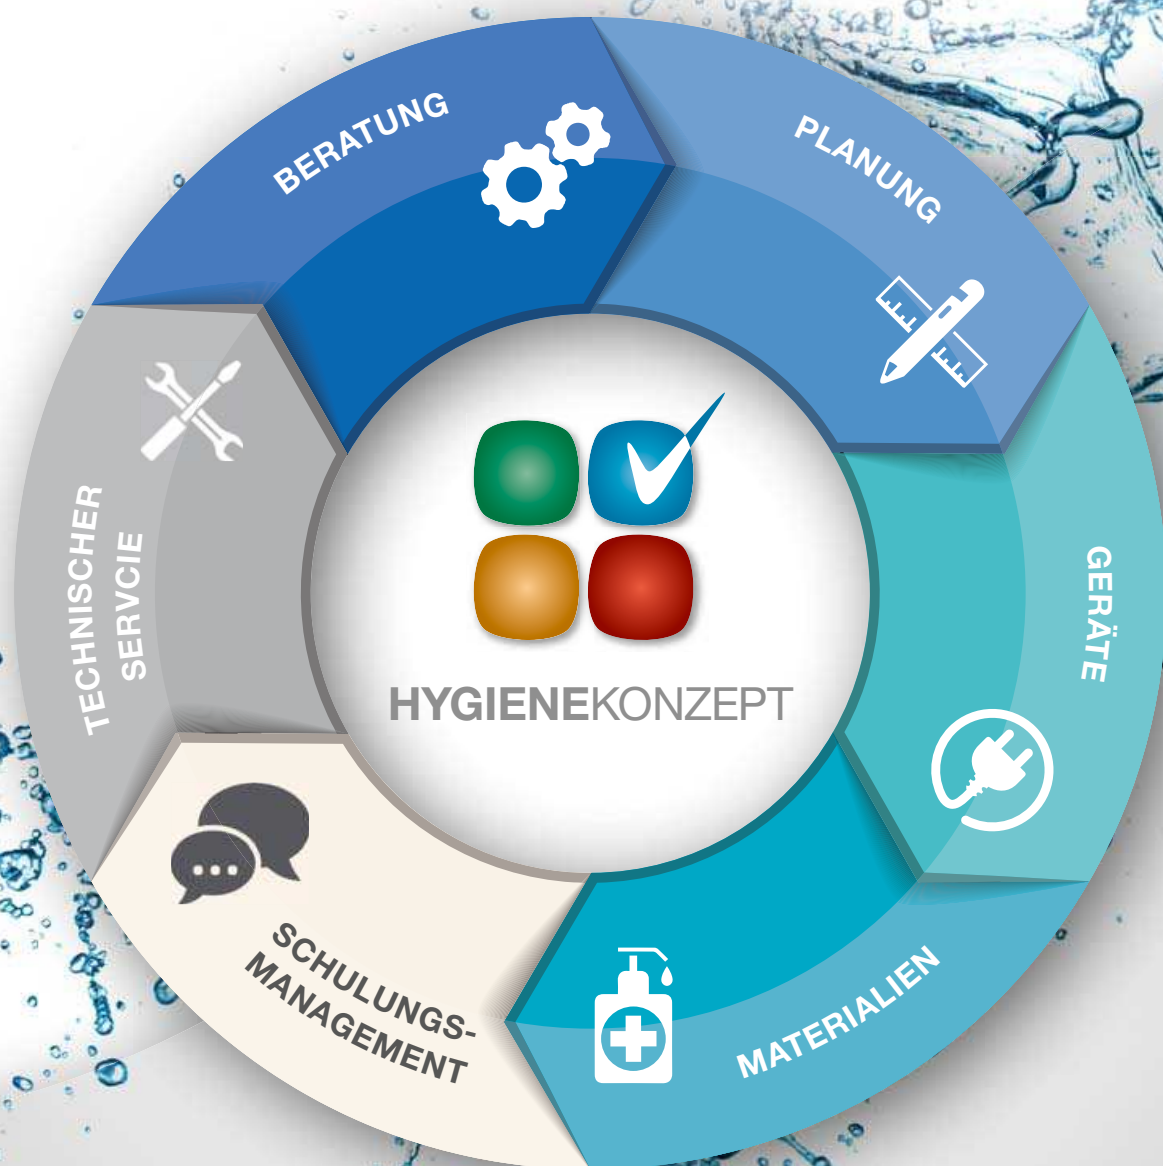 BERATUNG
PLANUNG
GERÄTE
MATERIALIEN
SCHULUNGS-
MANAGEMENT
TECHNISCHER
SERVCIE
HYGIENEKONZEPT